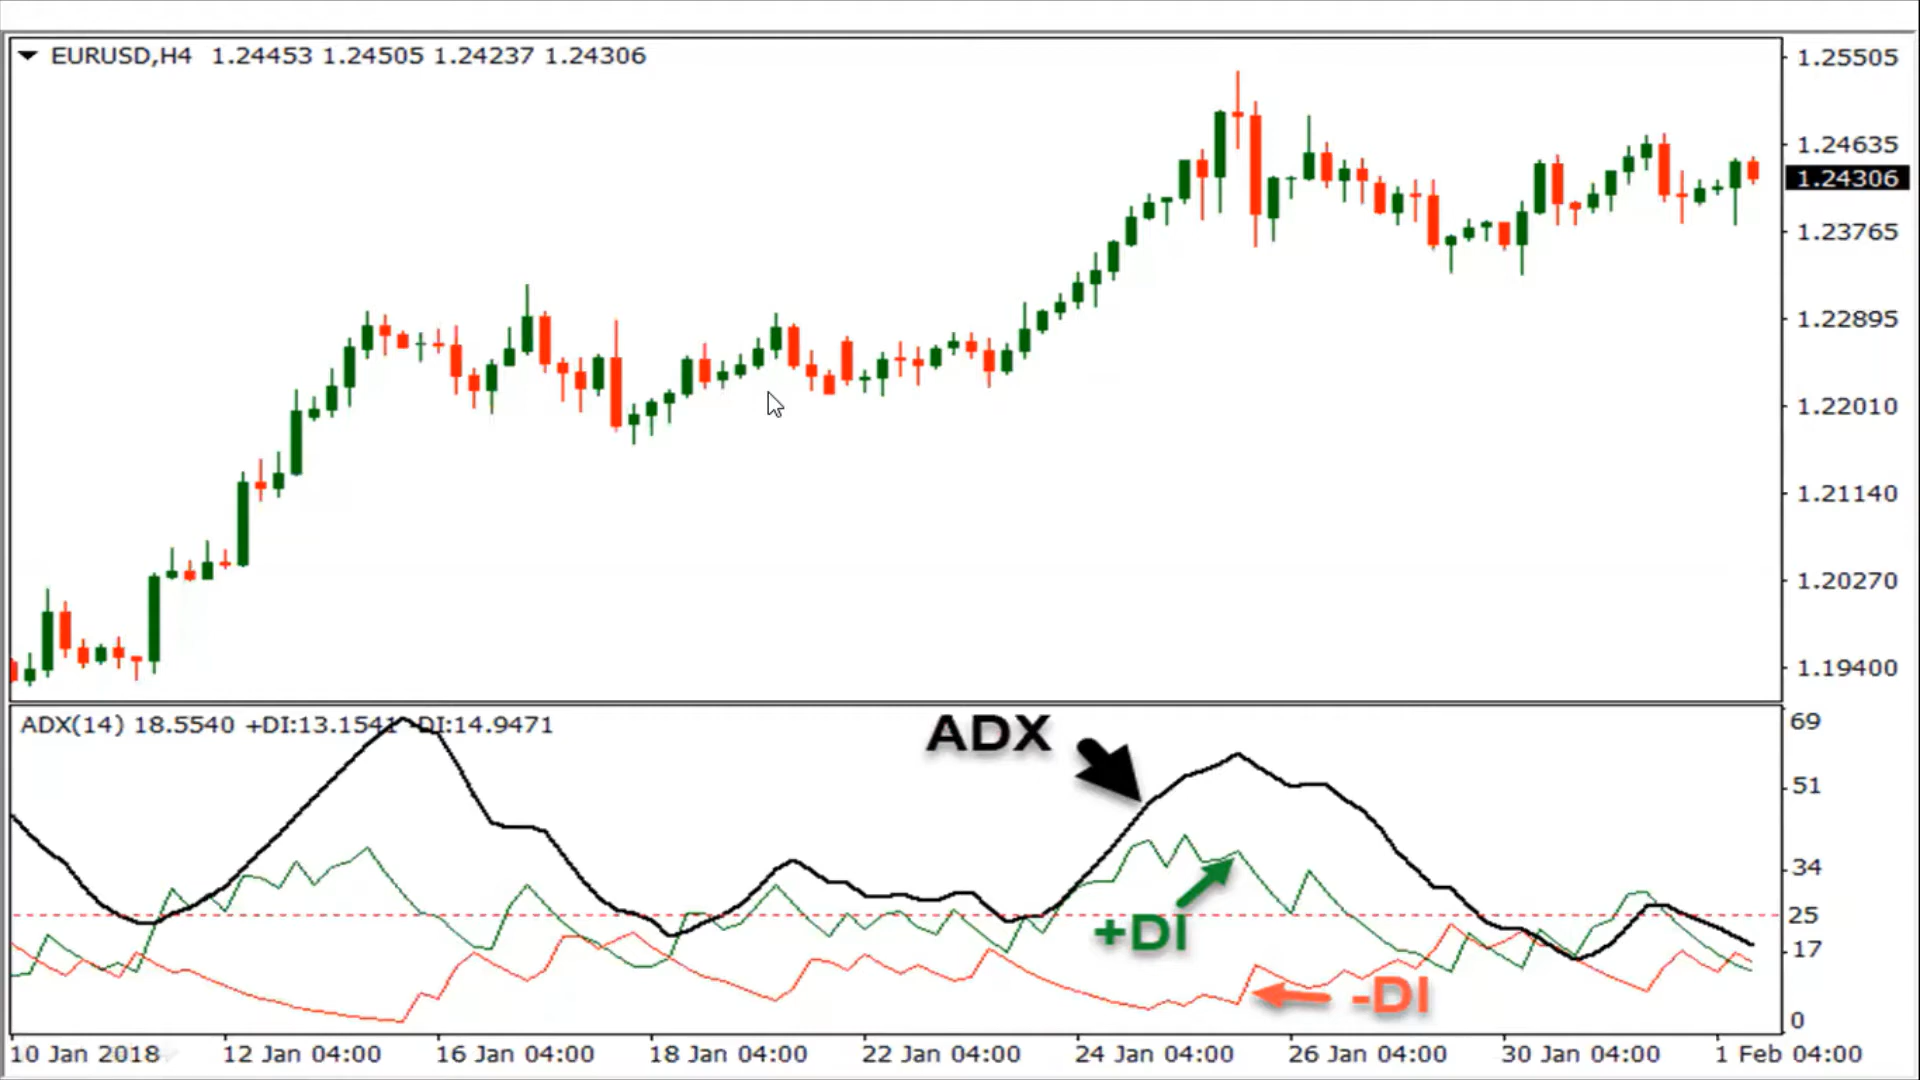 EURUSD,H4 1.24453 1.24505 1.24237 1.24306
1.25505
1.24635
1.24306
1.23765
1.22895
1.22010
1.21140
1.20270
1.19400
ADX(14) 18.5540 +DI:13.1541 -DI:14.9471
ADX
+DI
-DI
69
51
34
25
17
0
10 Jan 2018 12 Jan 04:00 16 Jan 04:00 18 Jan 04:00 22 Jan 04:00 24 Jan 04:00 26 Jan 04:00 30 Jan 04:00 1 Feb 04:00